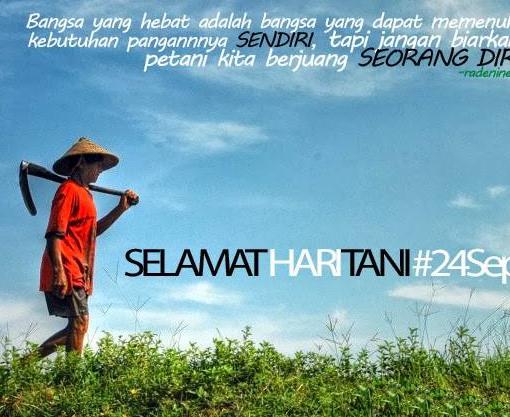 Bangsa yang hebat adalah bangsa yang dapat memenu
kebutuhan pangannnya SENDIRI, tapi jangan biarka
petani kita berjuang SEORANG DIR
-radenine
SELAMAT HARI TANI #24Sep